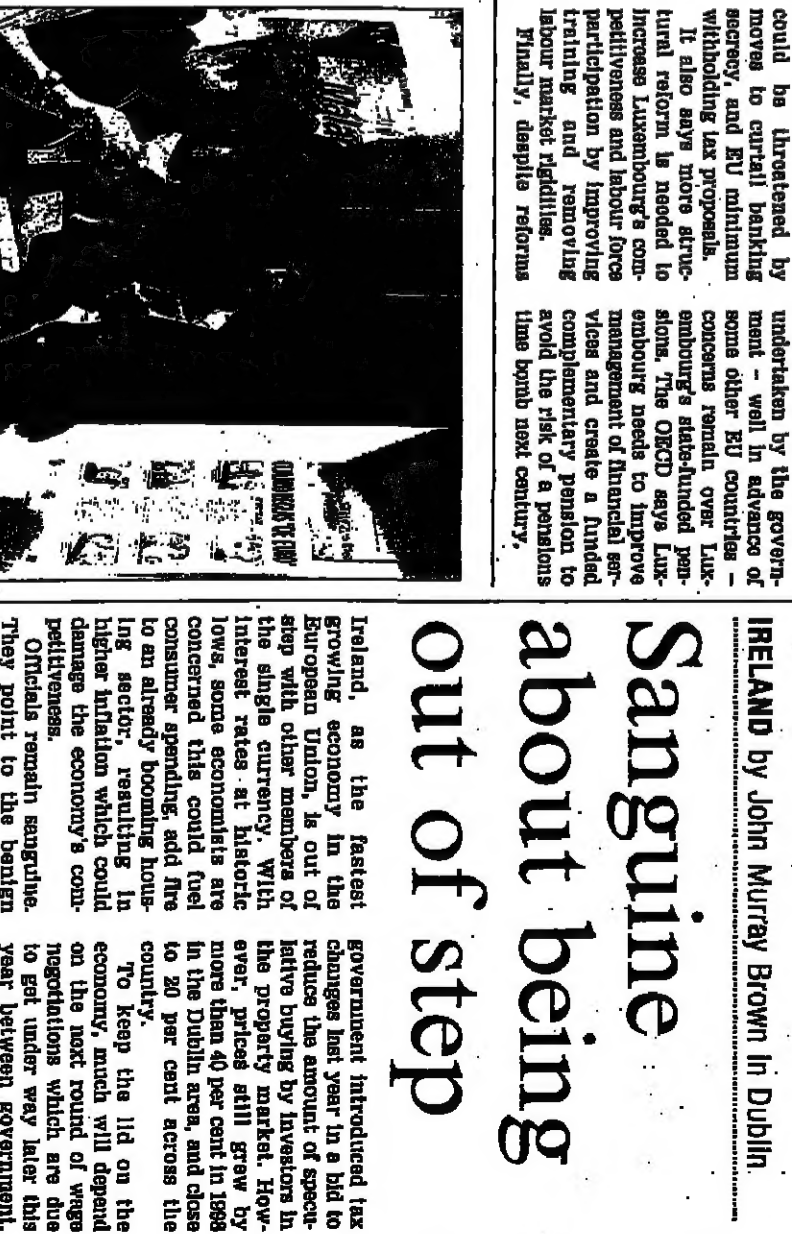 could be threatened by
moves to curtail banking
secrecy, and EU minimum
withholding tax proposals.
It also says more struc-
tural reform is needed to
increase Luxembourg's com-
petitiveness and labour force
participation by improving
training and removing
labour market rigidities.
Finally, despite reforms
undertaken by the govern-
ment – well in advance of
some other EU countries –
concerns remain over Lux-
embourg's state-funded pen-
sions. The OECD says Lux-
embourg needs to improve
management of financial ser-
vices and create a funded
complementary pension to
avoid the risk of a pensions
time bomb next century.
IRELAND by John Murray Brown in Dublin
Sanguine
about being
out of step
Ireland, as the fastest
growing economy in the
European Union, is out of
step with other members of
the single currency. With
interest rates at historic
lows, some economists are
concerned this could fuel
consumer spending, add fire
to an already booming hous-
ing sector, resulting in
higher inflation which could
damage the economy's com-
petitiveness.
Officials remain sanguine.
They point to the benign
government introduced tax
changes last year in a bid to
reduce the amount of specu-
lative buying by investors in
the property market. How-
ever, prices still grew by
more than 40 per cent in 1998
in the Dublin area, and close
to 20 per cent across the
country.
To keep the lid on the
economy, much will depend
on the next round of wage
negotiations which are due
to get under way later this
year between government,